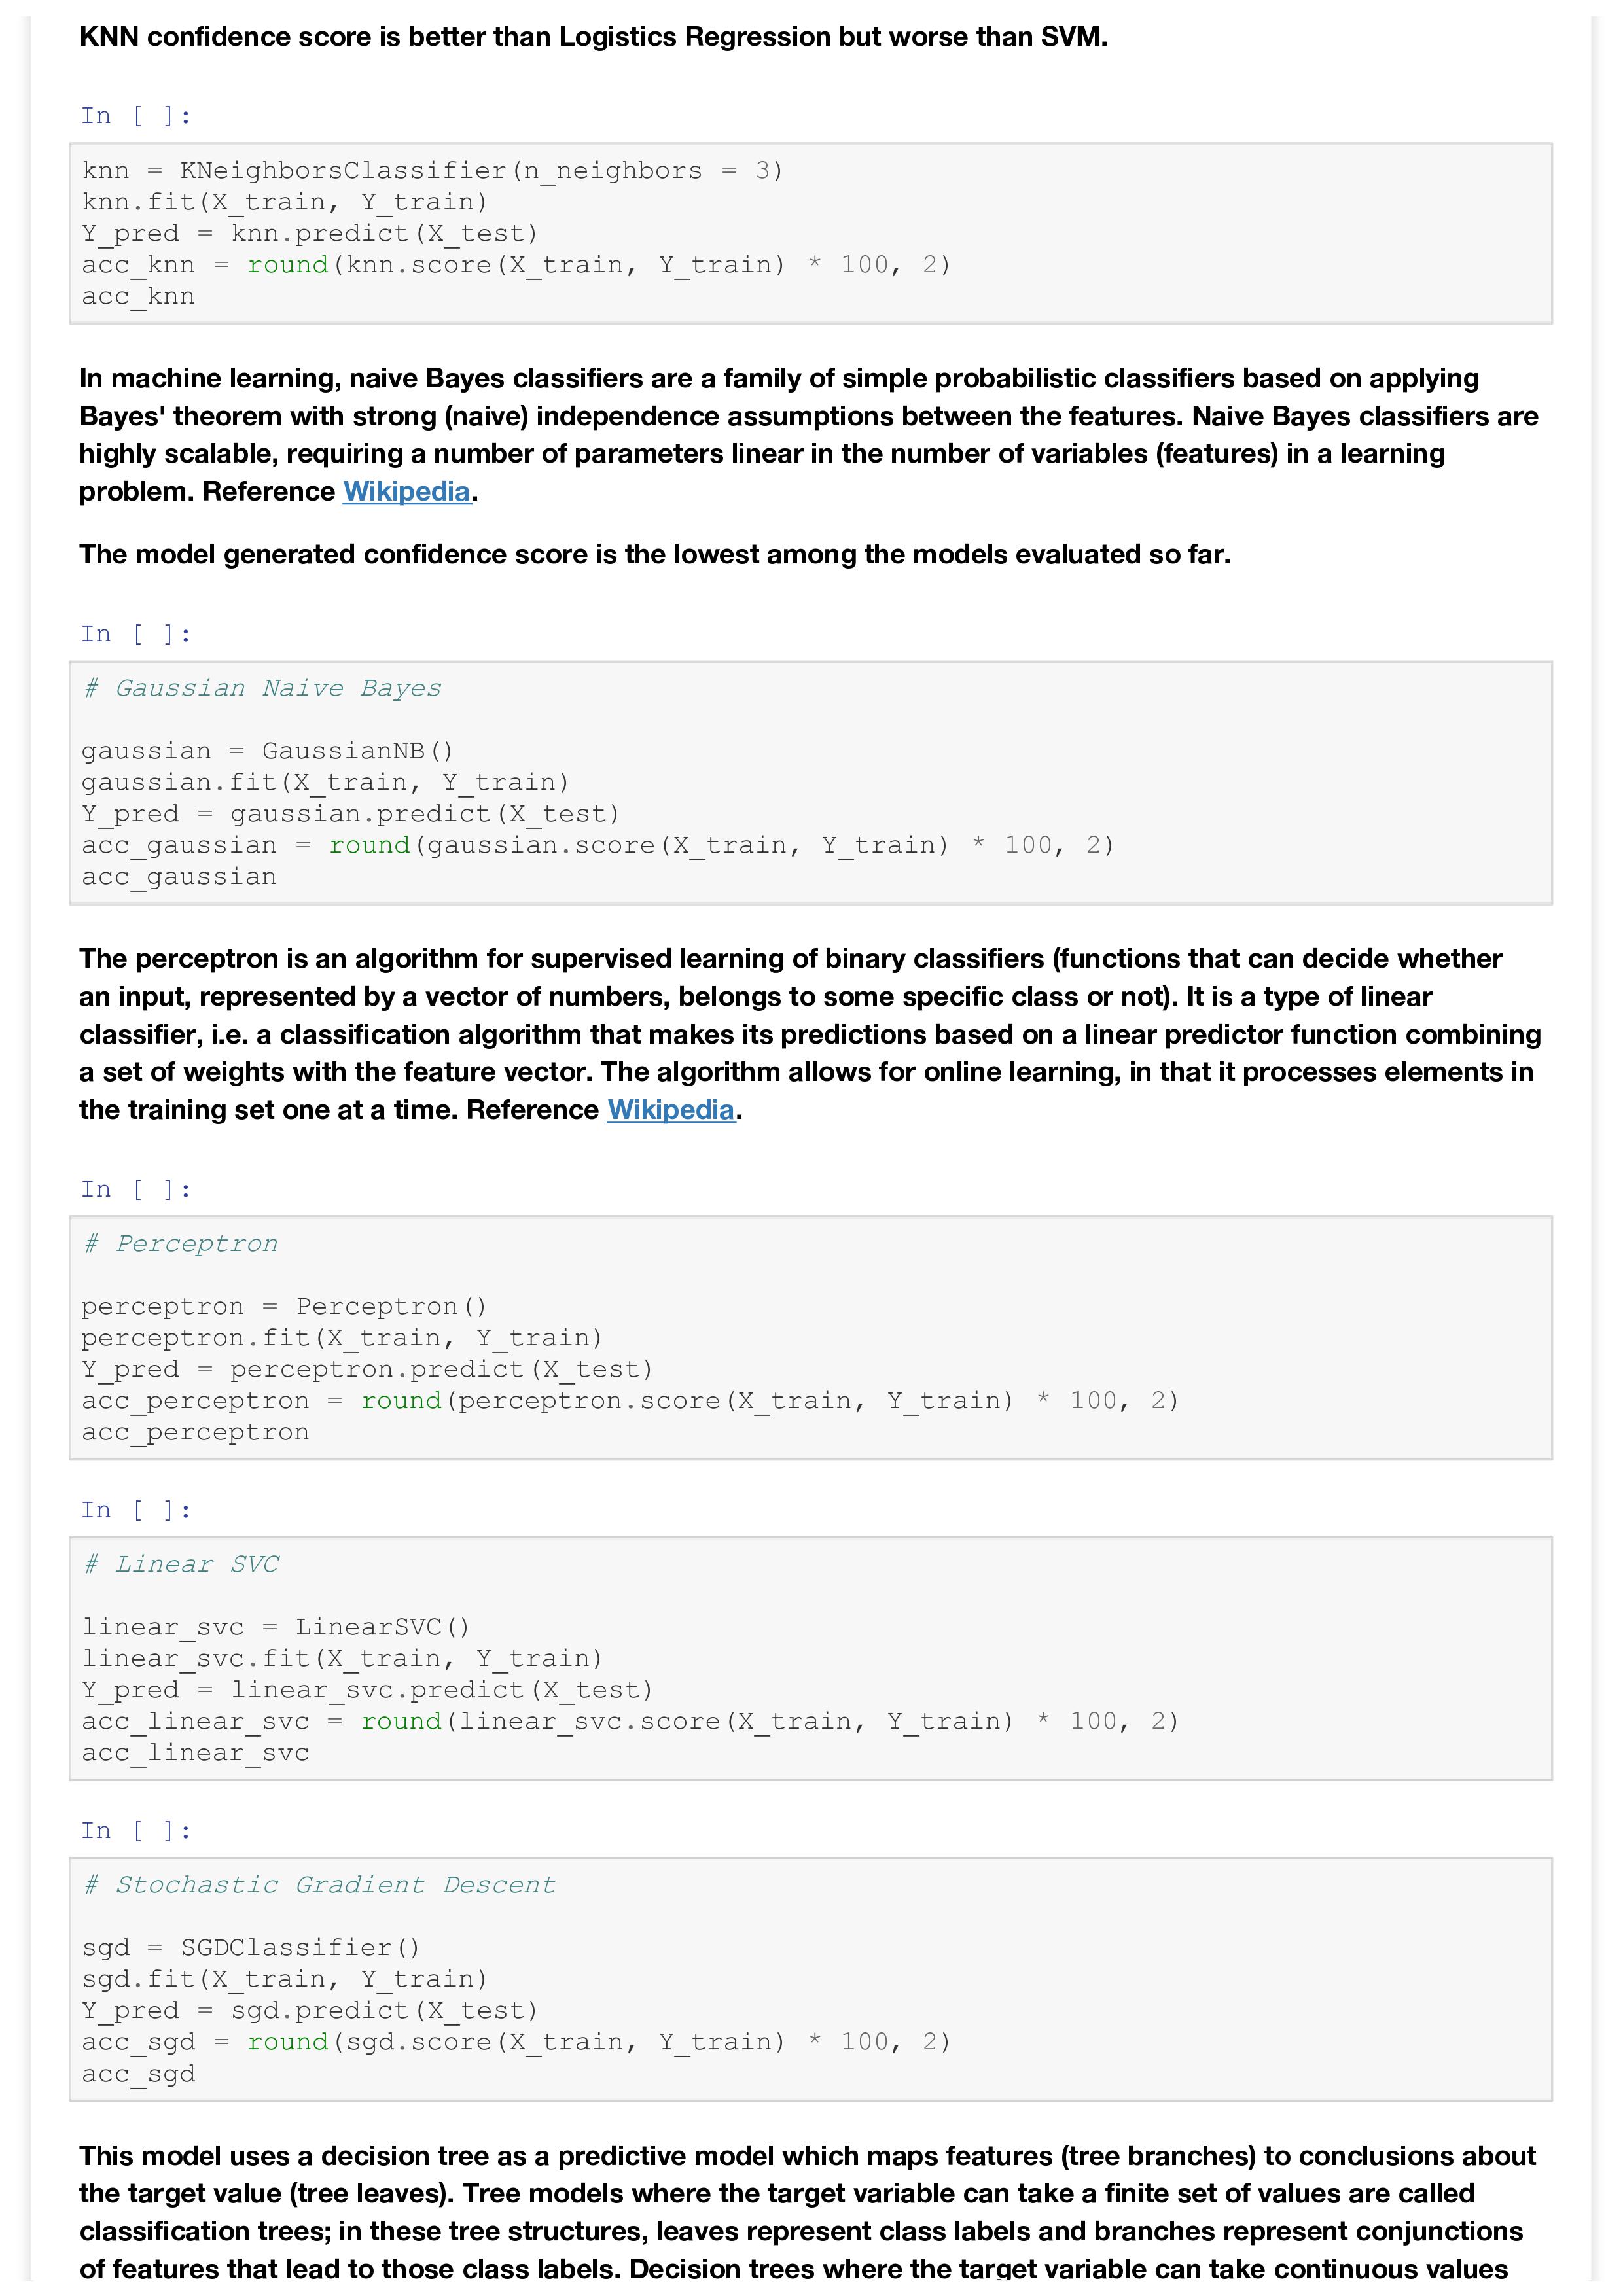 KNN confidence score is better than Logistics Regression but worse than SVM.
In [ ]:
knn = KNeighborsClassifier(n_neighbors = 3)
knn.fit(X_train, Y_train)
Y_pred = knn.predict(X_test)
acc_knn = round(knn.score(X_train, Y_train) * 100, 2)
acc_knn
In machine learning, naive Bayes classifiers are a family of simple probabilistic classifiers based on applying
Bayes' theorem with strong (naive) independence assumptions between the features. Naive Bayes classifiers are
highly scalable, requiring a number of parameters linear in the number of variables (features) in a learning
problem. Reference Wikipedia.
The model generated confidence score is the lowest among the models evaluated so far.
In [ ]:
# Gaussian Naive Bayes
gaussian = GaussianNB()
gaussian.fit(X_train, Y_train)
Y_pred = gaussian.predict(X_test)
acc_gaussian = round(gaussian.score(X_train, Y_train) * 100, 2)
acc_gaussian
The perceptron is an algorithm for supervised learning of binary classifiers (functions that can decide whether
an input, represented by a vector of numbers, belongs to some specific class or not). It is a type of linear
classifier, i.e. a classification algorithm that makes its predictions based on a linear predictor function combining
a set of weights with the feature vector. The algorithm allows for online learning, in that it processes elements in
the training set one at a time. Reference Wikipedia.
In [ ]:
# Perceptron
perceptron = Perceptron()
perceptron.fit(X_train, Y_train)
Y_pred = perceptron.predict(X_test)
acc_perceptron = round(perceptron.score(X_train, Y_train) * 100, 2)
acc_perceptron
In [ ]:
# Linear SVC
linear_svc = LinearSVC()
linear_svc.fit(X_train, Y_train)
Y_pred = linear_svc.predict(X_test)
acc_linear_svc = round(linear_svc.score(X_train, Y_train) * 100, 2)
acc_linear_svc
In [ ]:
# Stochastic Gradient Descent
sgd = SGDClassifier()
sgd.fit(X_train, Y_train)
Y_pred = sgd.predict(X_test)
acc_sgd = round(sgd.score(X_train, Y_train) * 100, 2)
acc_sgd
This model uses a decision tree as a predictive model which maps features (tree branches) to conclusions about
the target value (tree leaves). Tree models where the target variable can take a finite set of values are called
classification trees; in these tree structures, leaves represent class labels and branches represent conjunctions
of features that lead to those class labels. Decision trees where the target variable can take continuous values